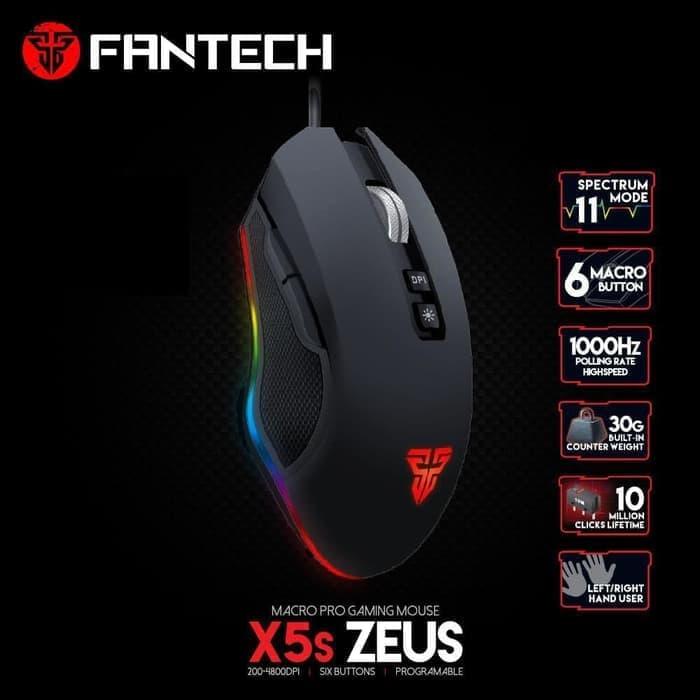 FANTECH
SPECTRUM
11 MODE
6 MACRO
BUTTON
1000Hz
POLLING RATE
HIGHSPEED
DPI
30G
BUILT-IN
COUNTER WEIGHT
10
MILLION
CLICKS LIFETIME
LEFT/RIGHT
HAND USER
MACRO PRO GAMING MOUSE
X5s ZEUS
200-4800DPI | SIX BUTTONS | PROGRAMABLE